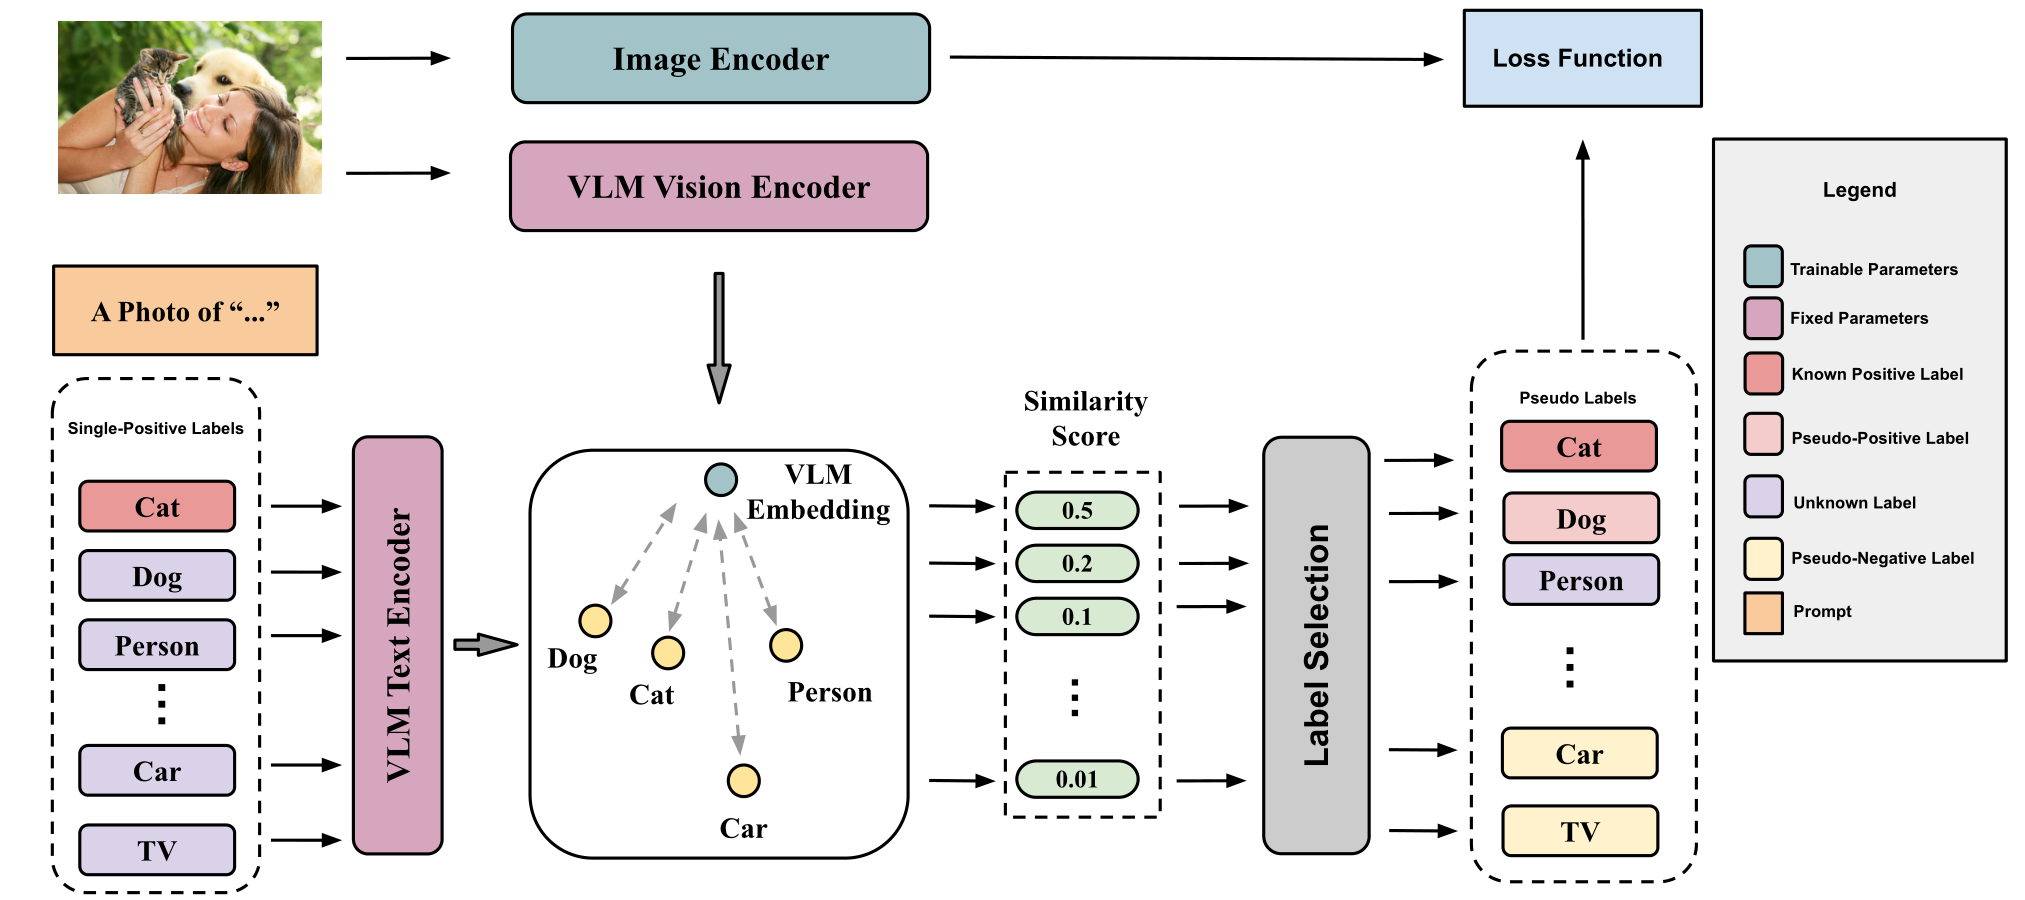 Image Encoder
Loss Function
VLM Vision Encoder
Legend
Trainable Parameters
Fixed Parameters
Known Positive Label
Pseudo-Positive Label
Unknown Label
Pseudo-Negative Label
Prompt
A Photo of “...”
Single-Positive Labels
Cat
Dog
Person
Car
TV
VLM Text Encoder
VLM
Embedding
Dog
Cat
Person
Car
Similarity
Score
0.5
0.2
0.1
0.01
Label Selection
Pseudo Labels
Cat
Dog
Person
Car
TV